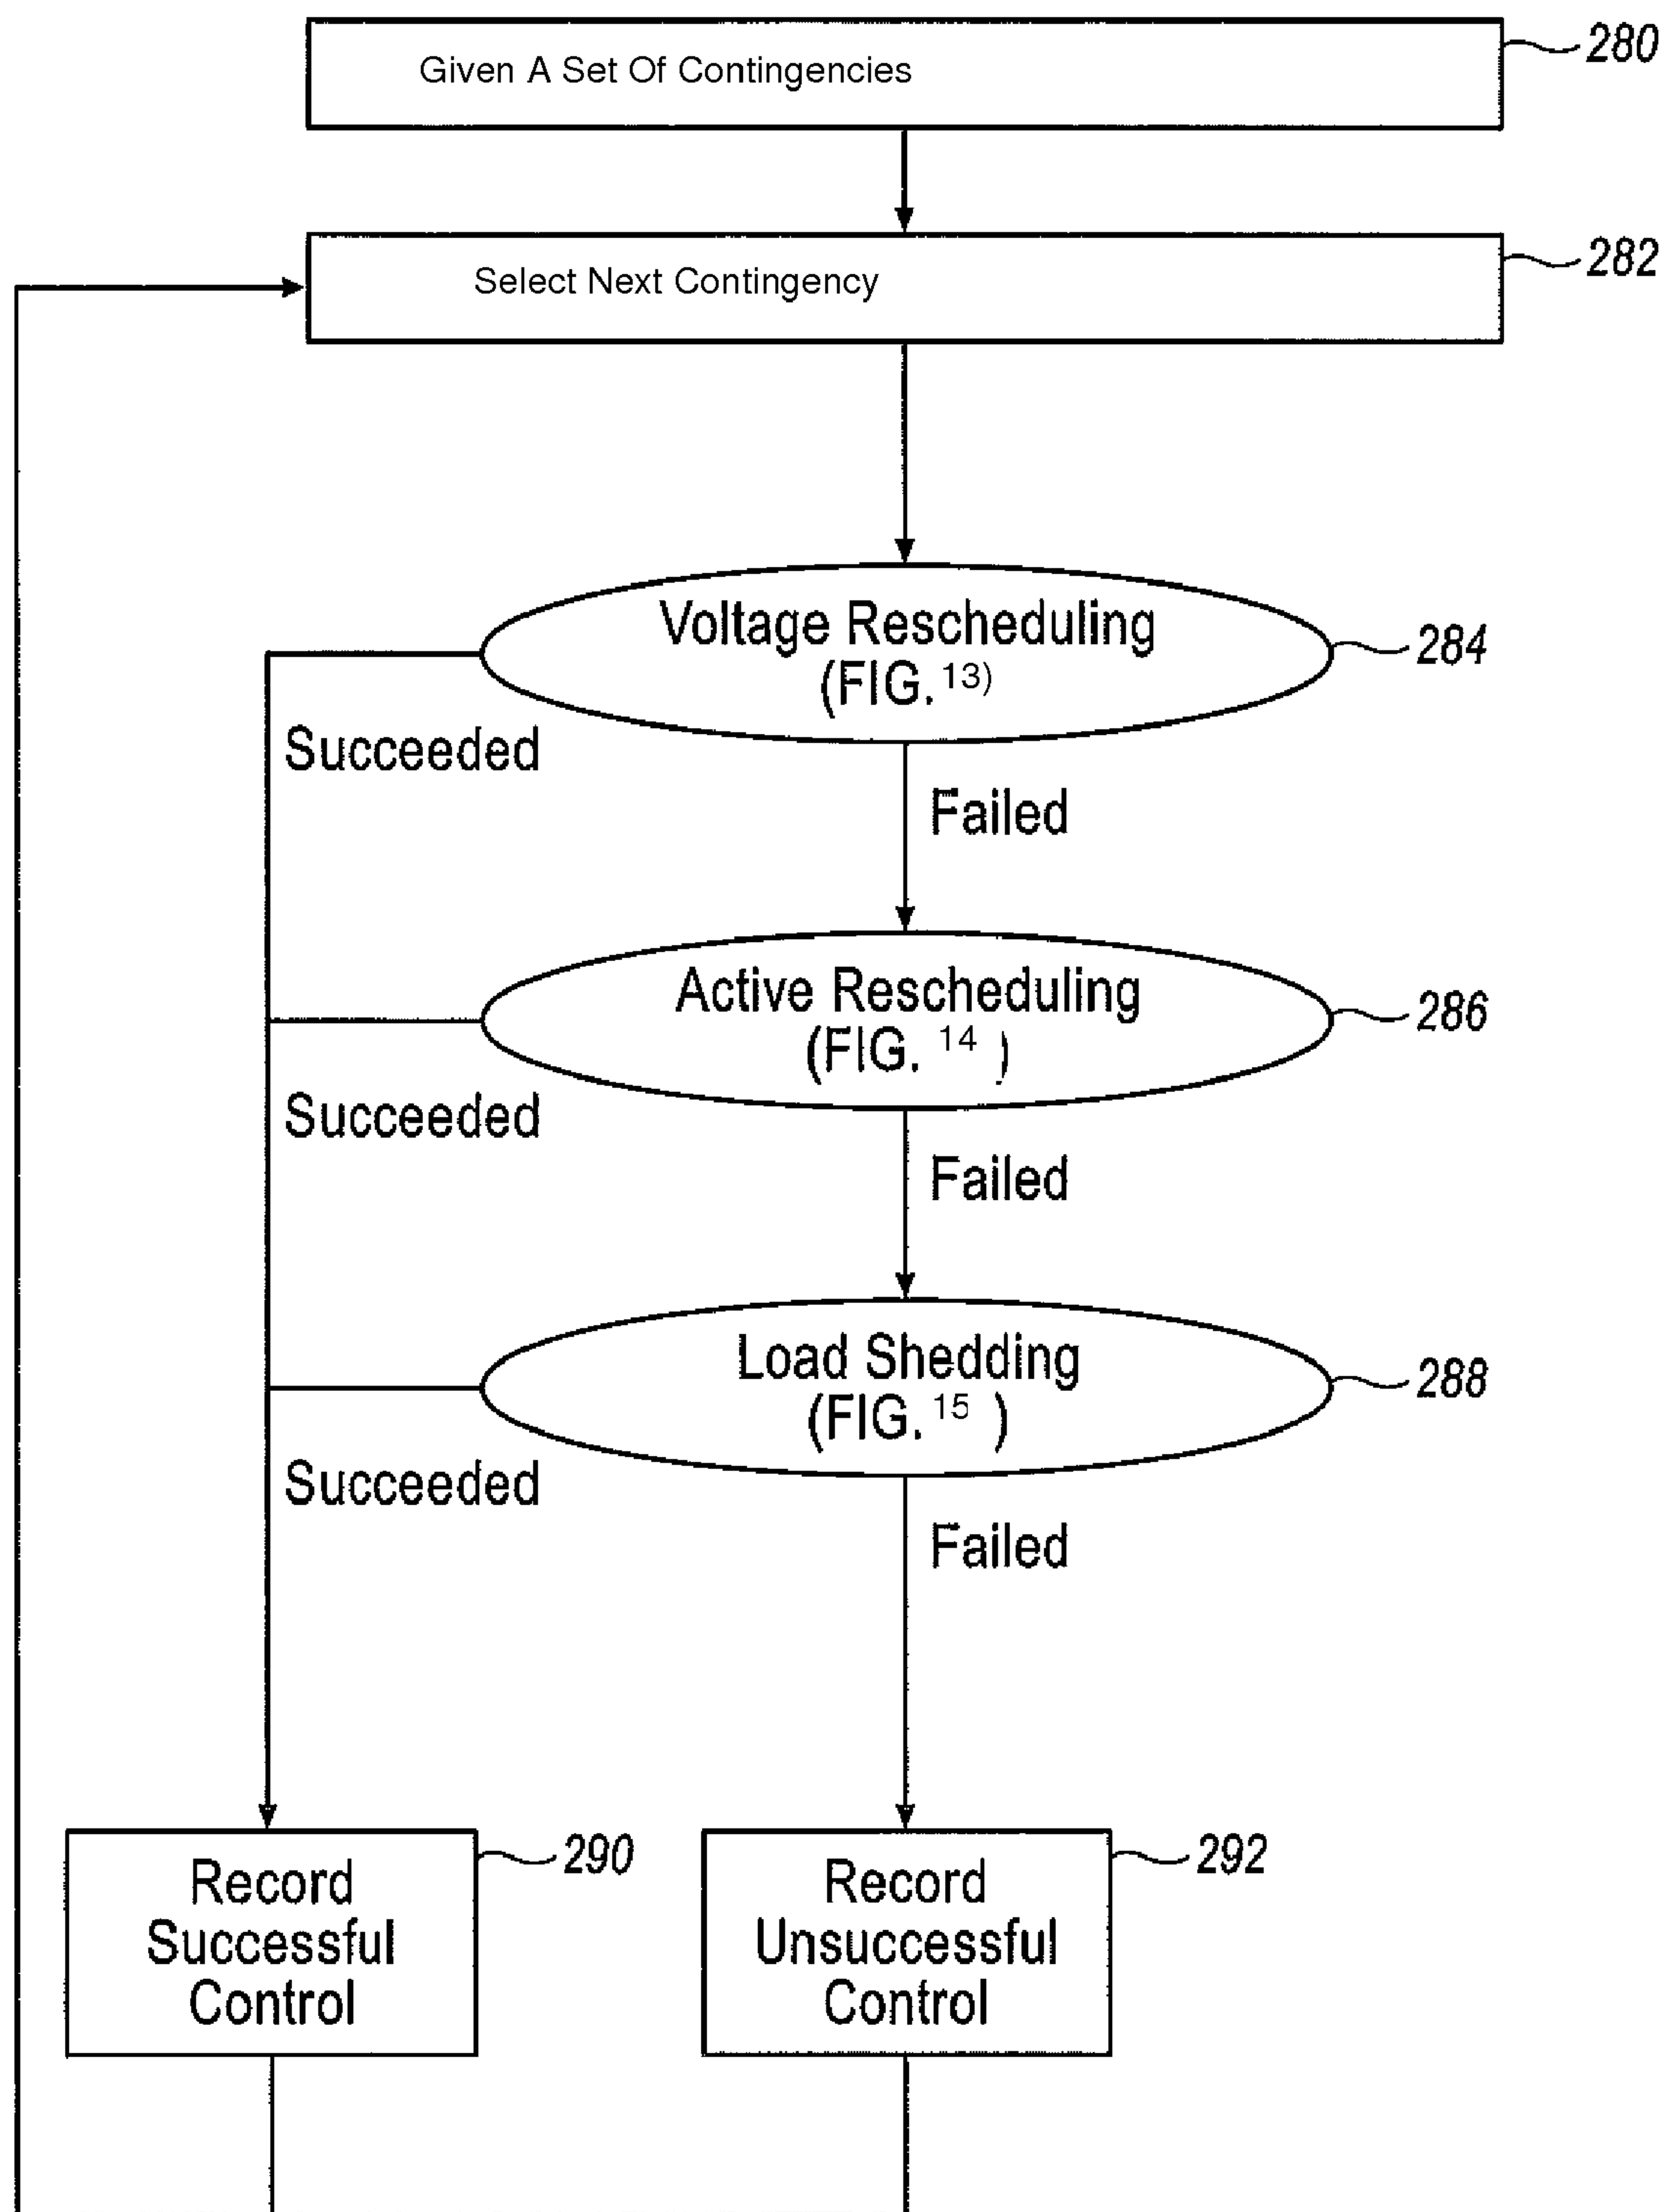 Given A Set Of Contingencies
280
Select Next Contingency
282
Voltage Rescheduling
(FIG. 13)
284
Succeeded
Failed
Active Rescheduling
(FIG. 14 )
286
Succeeded
Failed
Load Shedding
(FIG. 15 )
288
Succeeded
Failed
Record
Successful
Control
290
Record
Unsuccessful
Control
292